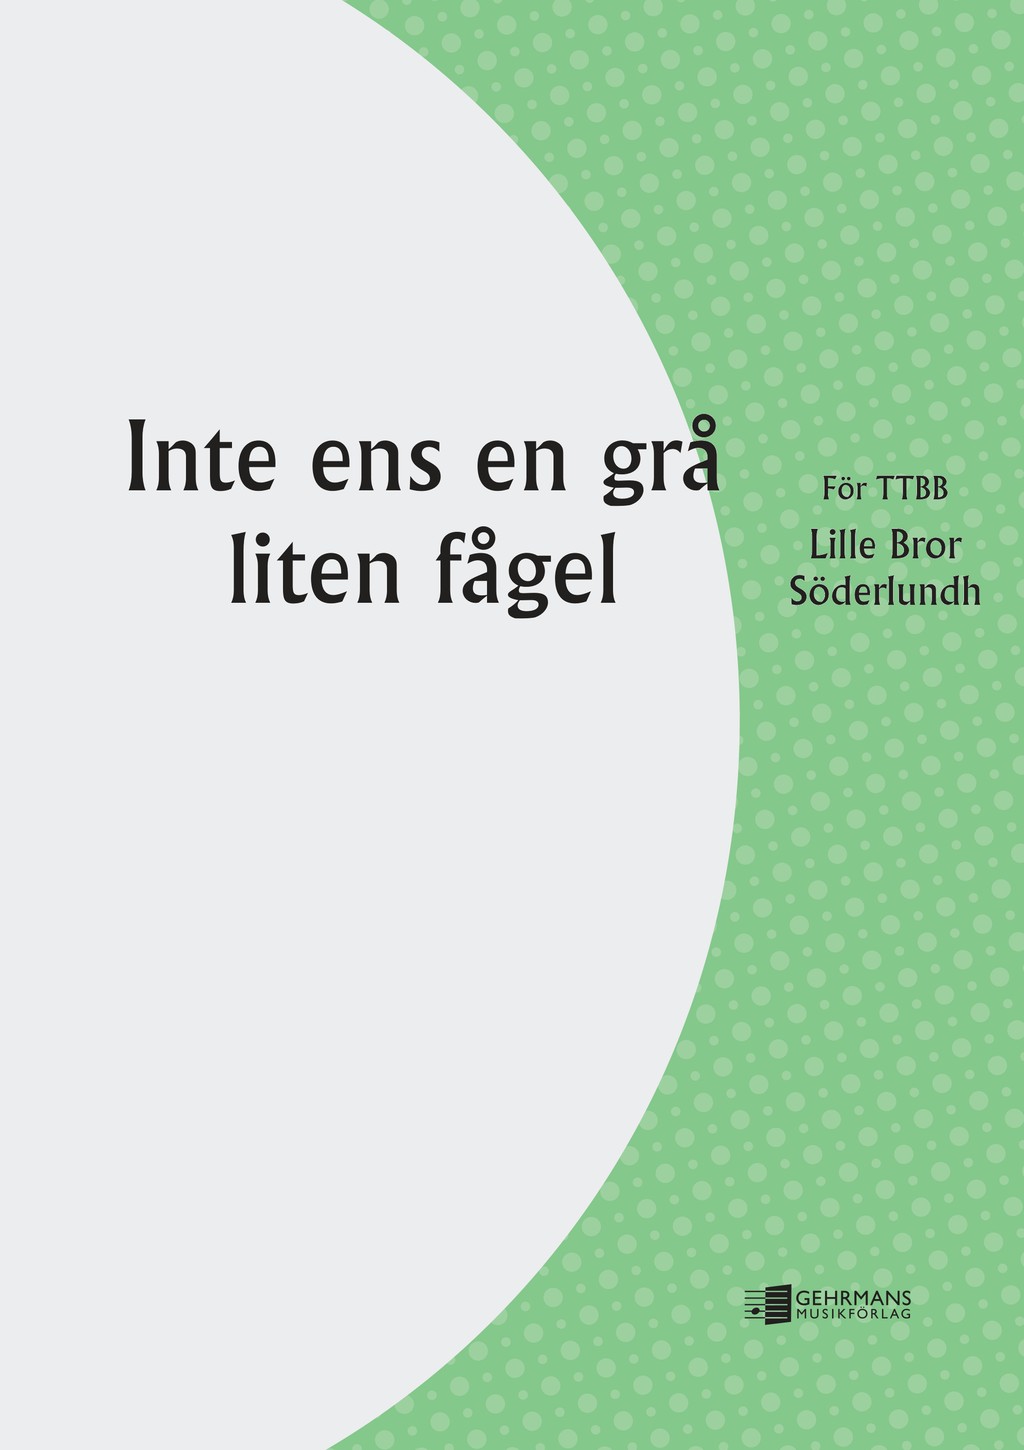 Inte ens en grå
liten fågel
För TTBB
Lille Bror
Söderlundh
GEHRMANS
MUSIKFÖRLAG